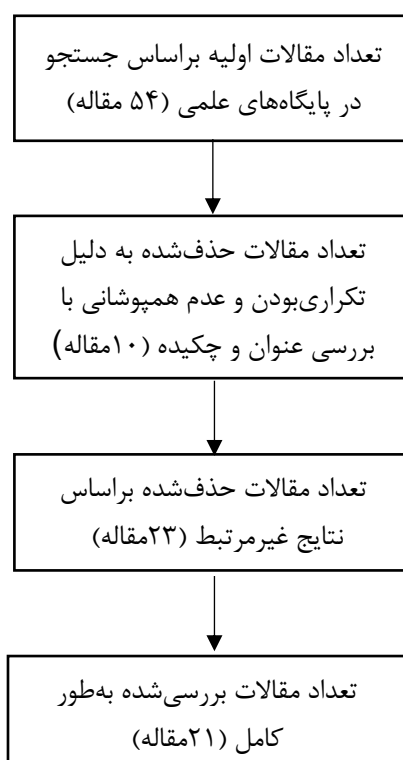 تعداد مقالات اولیه براساس جستجو
در پایگاه‌های علمی (۵۴ مقاله)
تعداد مقالات حذف‌شده به دلیل
تکراری‌بودن و عدم همپوشانی با
بررسی عنوان و چکیده (۱۰مقاله)
تعداد مقالات حذف‌شده براساس
نتایج غیرمرتبط (۲۳مقاله)
تعداد مقالات بررسی‌شده به‌طور
کامل (۲۱مقاله)